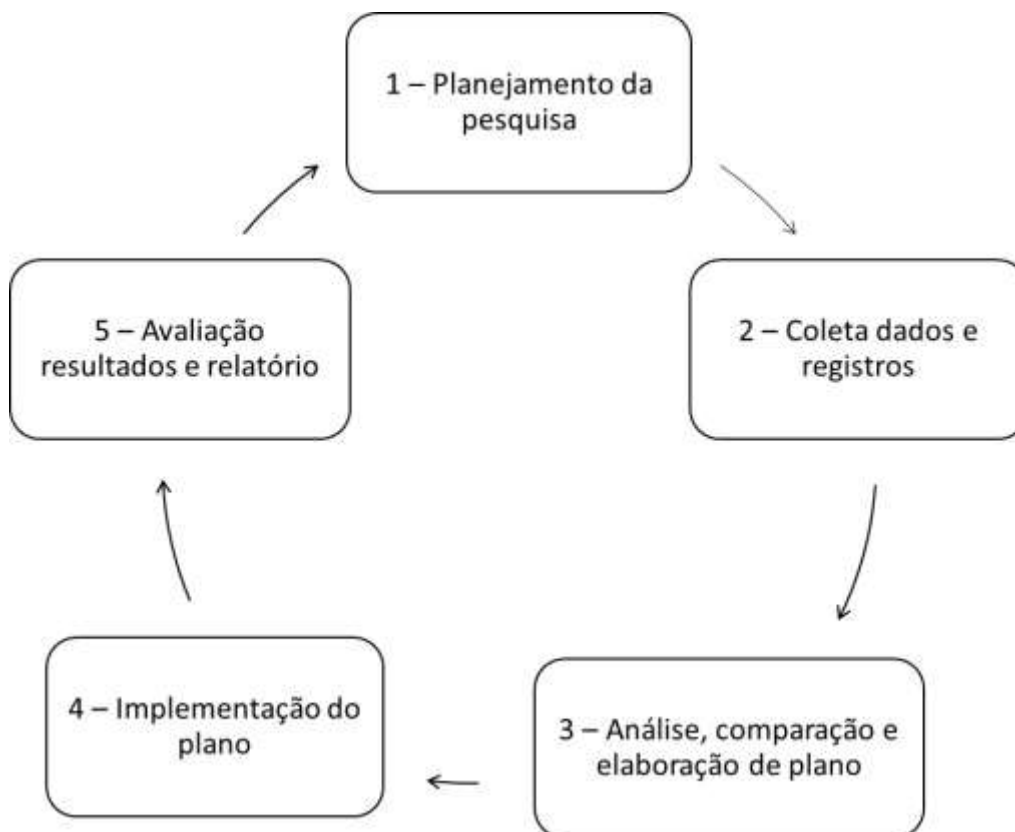 1 – Planejamento da
pesquisa
2 – Coleta dados e
registros
3 – Análise, comparação e
elaboração de plano
4 – Implementação do
plano
5 – Avaliação
resultados e relatório